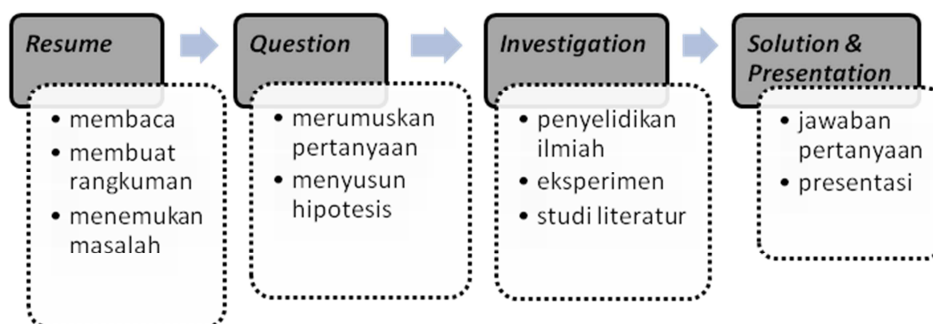 Resume
• membaca
• membuat
rangkuman
• menemukan
masalah
Question
• merumuskan
pertanyaan
• menyusun
hipotesis
Investigation
• penyelidikan
ilmiah
• eksperimen
• studi literatur
Solution &
Presentation
• jawaban
pertanyaan
• presentasi